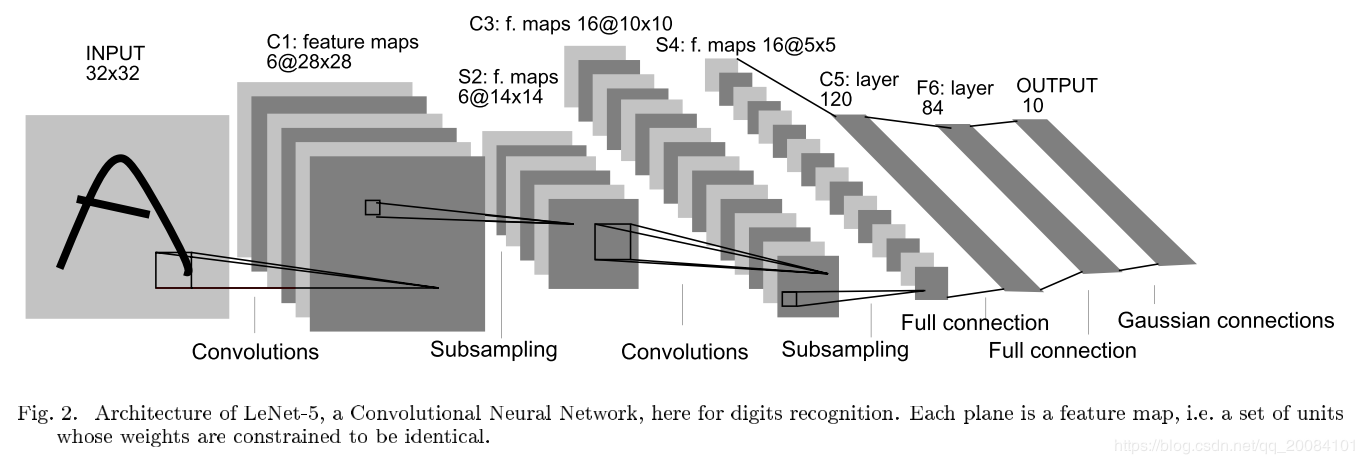 INPUT
32x32
C1: feature maps
6@28x28
S2: f. maps
6@14x14
C3: f. maps 16@10x10
S4: f. maps 16@5x5
C5: layer
120
F6: layer
84
OUTPUT
10
Convolutions
Subsampling
Convolutions
Subsampling
Full connection
Full connection
Gaussian connections
A
Fig. 2. Architecture of LeNet-5, a Convolutional Neural Network, here for digits recognition. Each plane is a feature map, i.e. a set of units
whose weights are constrained to be identical.
https://blog.csdn.net/qq_20084101